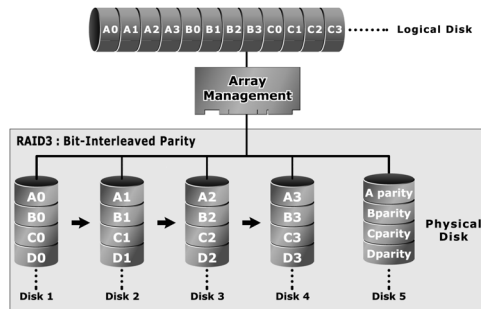 A0 A1 A2 A3 B0 B1 B2 B3 C0 C1 C2 C3 Logical Disk
Array
Management
RAID3 : Bit-Interleaved Parity
A0 A1 A2 A3 A parity
B0 B1 B2 B3 Bparity
C0 C1 C2 C3 Cparity
D0 D1 D2 D3 Dparity
Physical
Disk
Disk 1 Disk 2 Disk 3 Disk 4 Disk 5